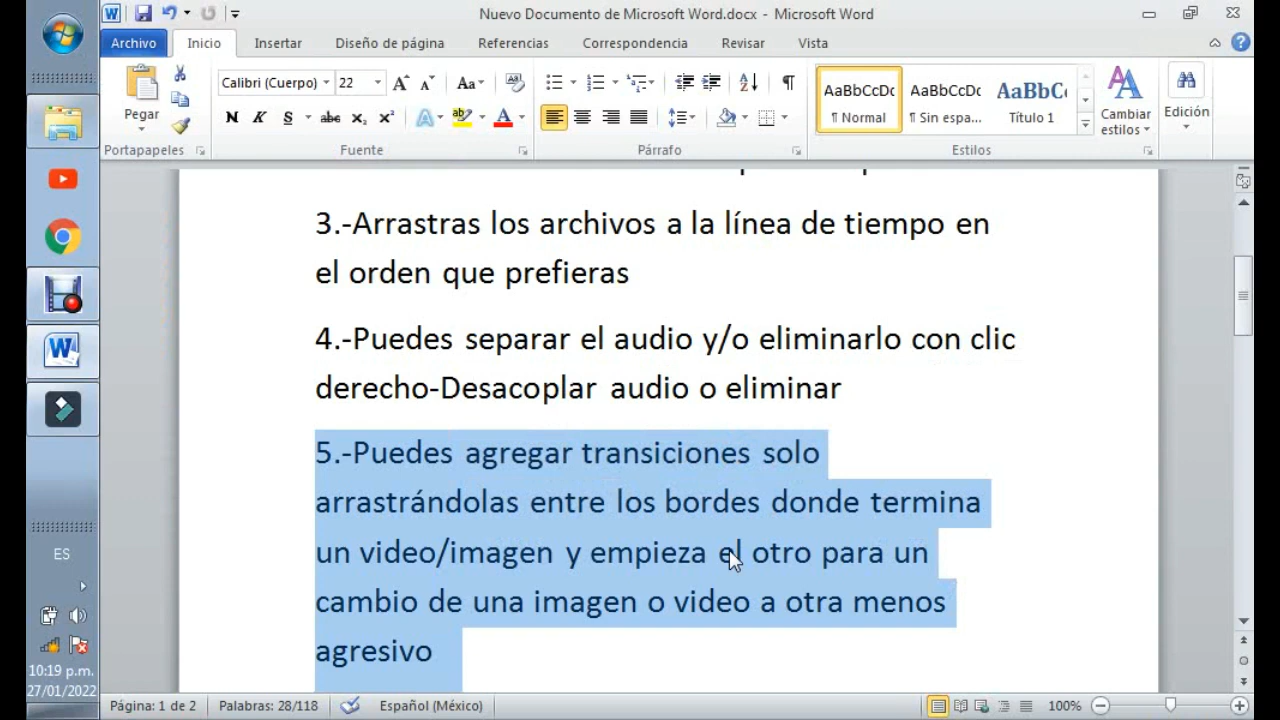 Nuevo Documento de Microsoft Word.docx - Microsoft Word
Archivo Inicio Insertar Diseño de página Referencias Correspondencia Revisar Vista
Calibri (Cuerpo) 22
AaBbCcDc AaBbCcDc AaBbCc
Pegar
N K S abc x₂ x²
¶ Normal ¶ Sin espa... Título 1
Cambiar estilos
Edición
Portapapeles Fuente Párrafo Estilos
3.-Arrastras los archivos a la línea de tiempo en
el orden que prefieras
4.-Puedes separar el audio y/o eliminarlo con clic
derecho-Desacoplar audio o eliminar
5.-Puedes agregar transiciones solo
arrastrándolas entre los bordes donde termina
un video/imagen y empieza el otro para un
cambio de una imagen o video a otra menos
agresivo
ES
10:19 p.m.
27/01/2022
Página: 1 de 2 Palabras: 28/118 Español (México) 100%